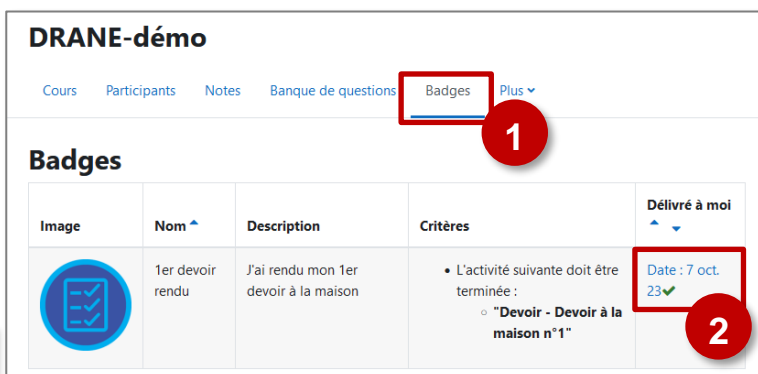 DRANE-démo
Cours Participants Notes Banque de questions Badges Plus
1
Badges
Image Nom Description Critères Délivré à moi
1er devoir
rendu
J'ai rendu mon 1er
devoir à la maison
L'activité suivante doit être
terminée :
"Devoir - Devoir à la
maison n°1"
Date : 7 oct.
23
2